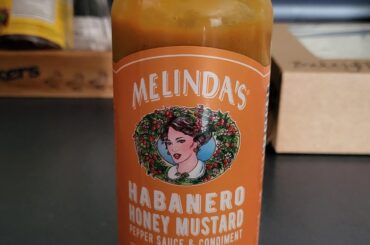 MELINDA'S
HABANERO
HONEY MUSTARD
PEPPER SAUCE & CONDIMENT